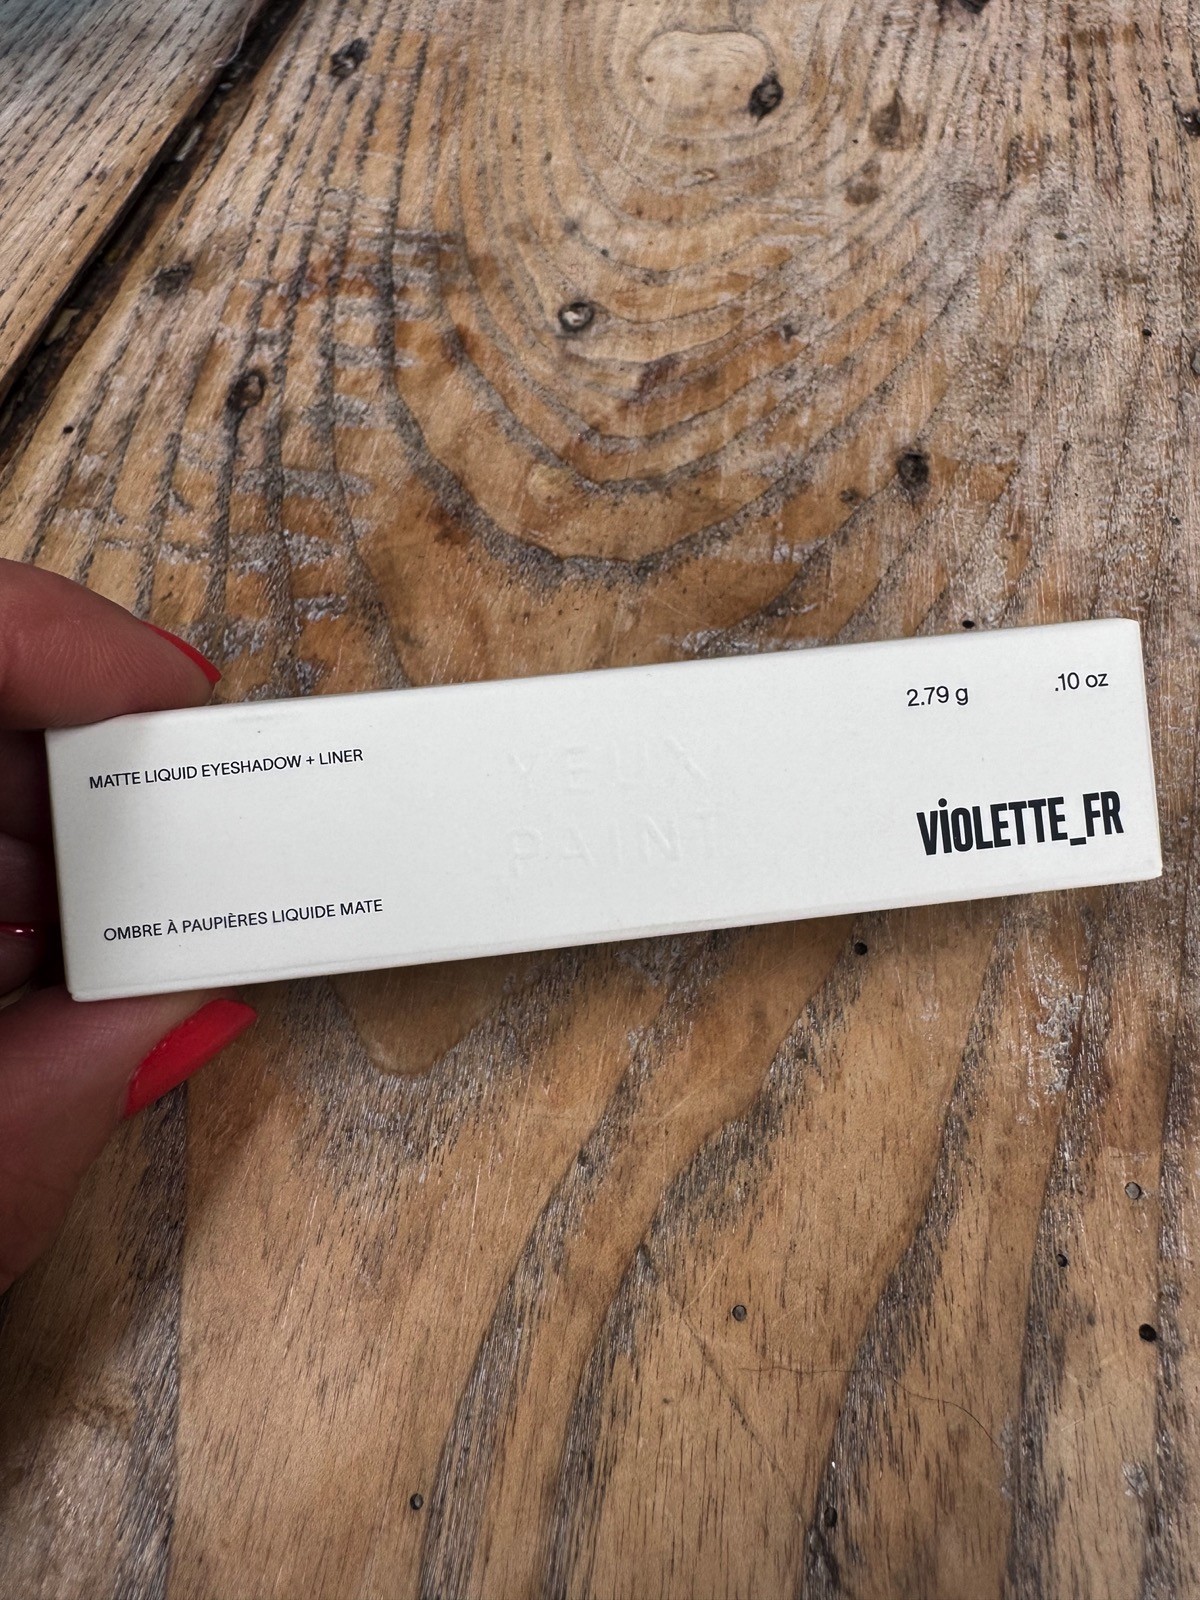 MATTE LIQUID EYESHADOW + LINER
2.79 g .10 oz
YEUX
PAINT
VIOLETTE_FR
OMBRE À PAUPIÈRES LIQUIDE MATE